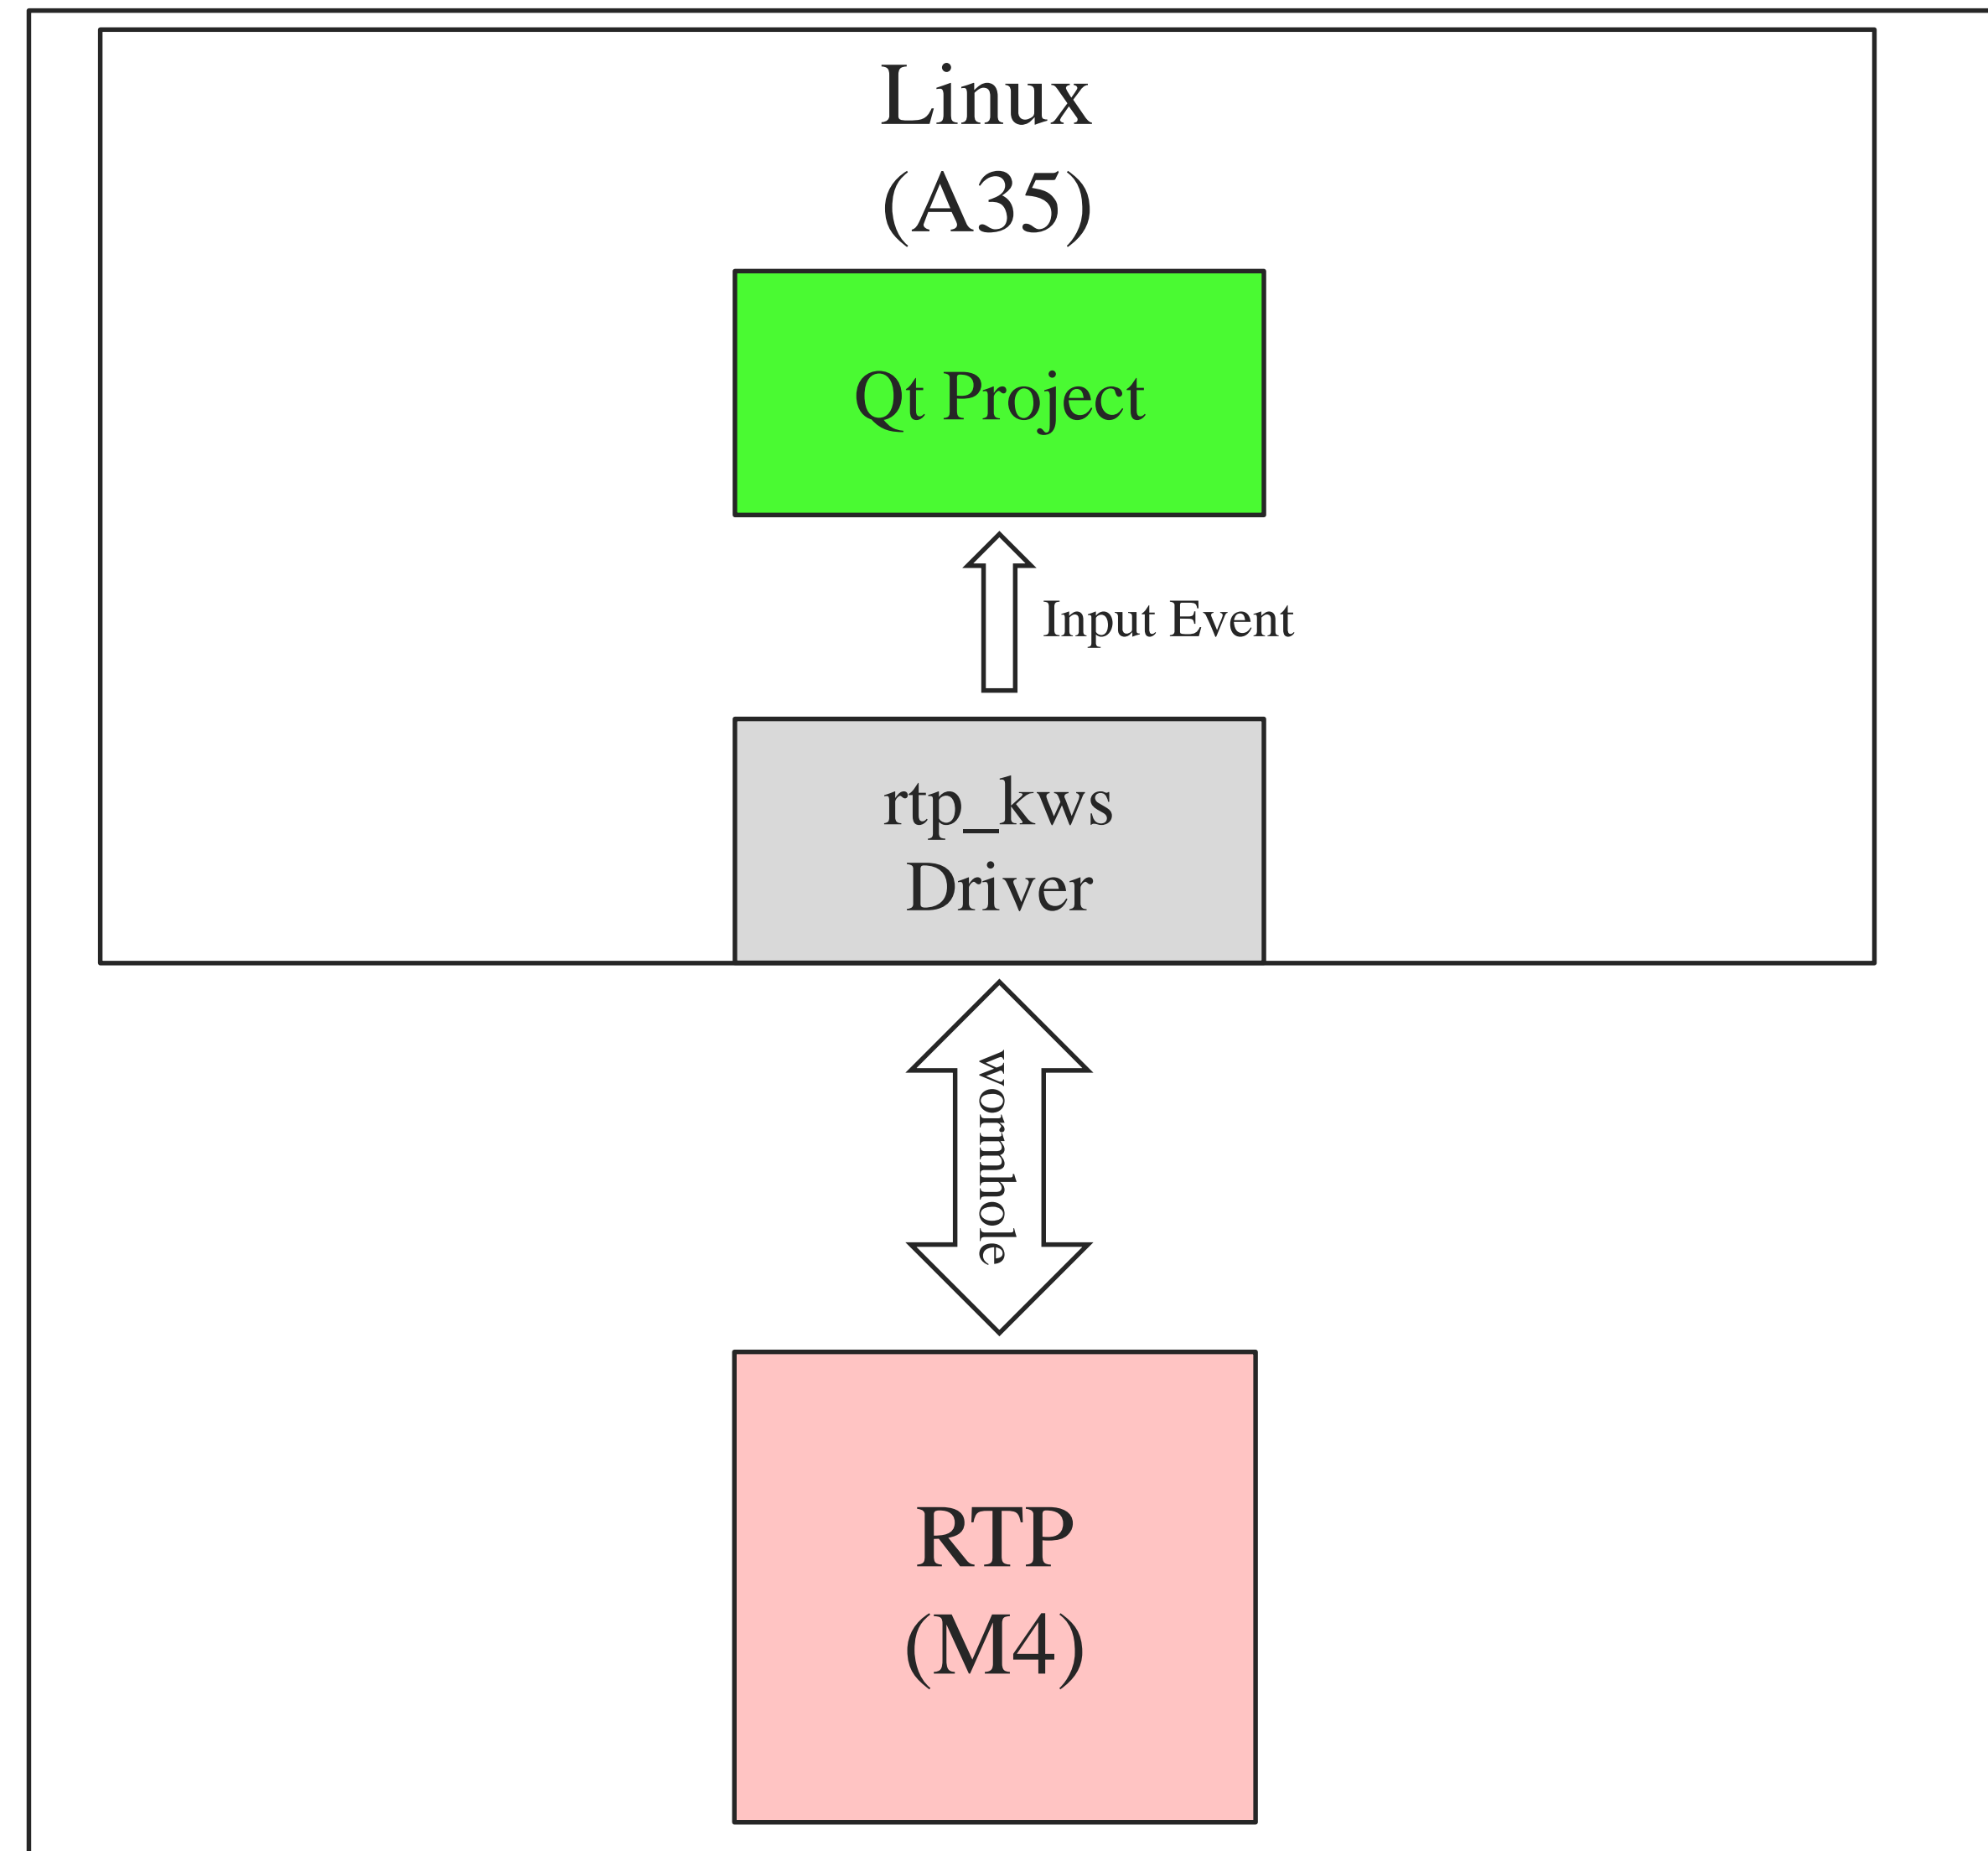 Linux
(A35)
Qt Project
Input Event
rtp_kws
Driver
wormhole
RTP
(M4)